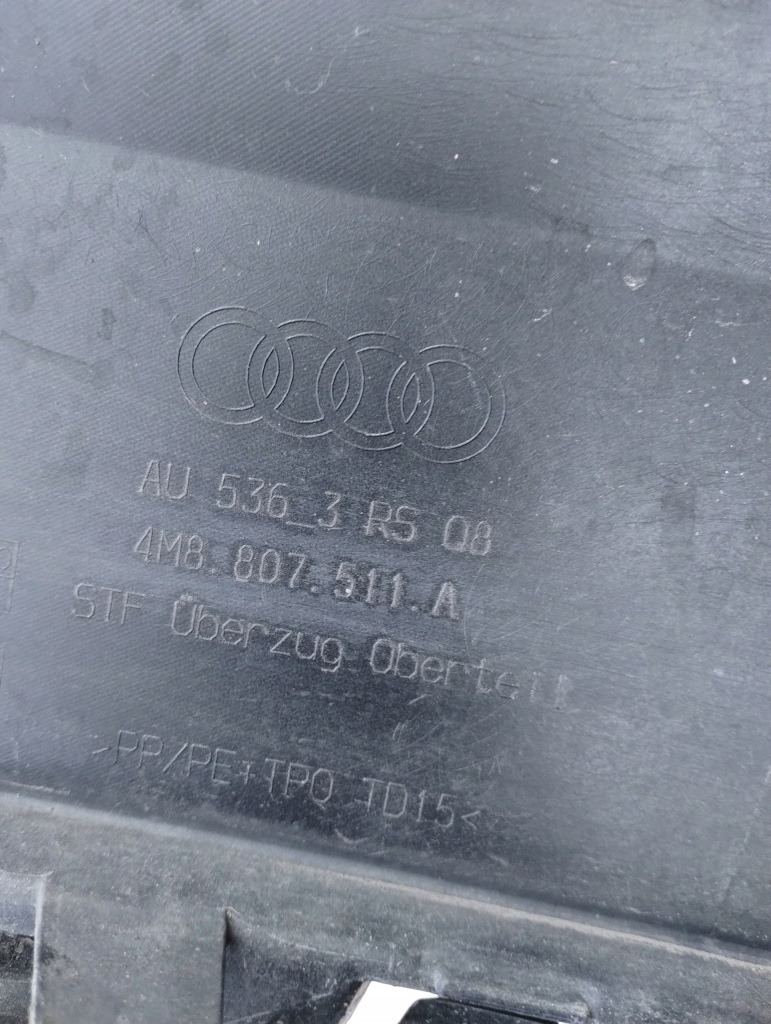 AU 536_3 RS Q8
4M8.807.511.A
STF Überzug Oberteil
>PP/PE+TPO TD15<